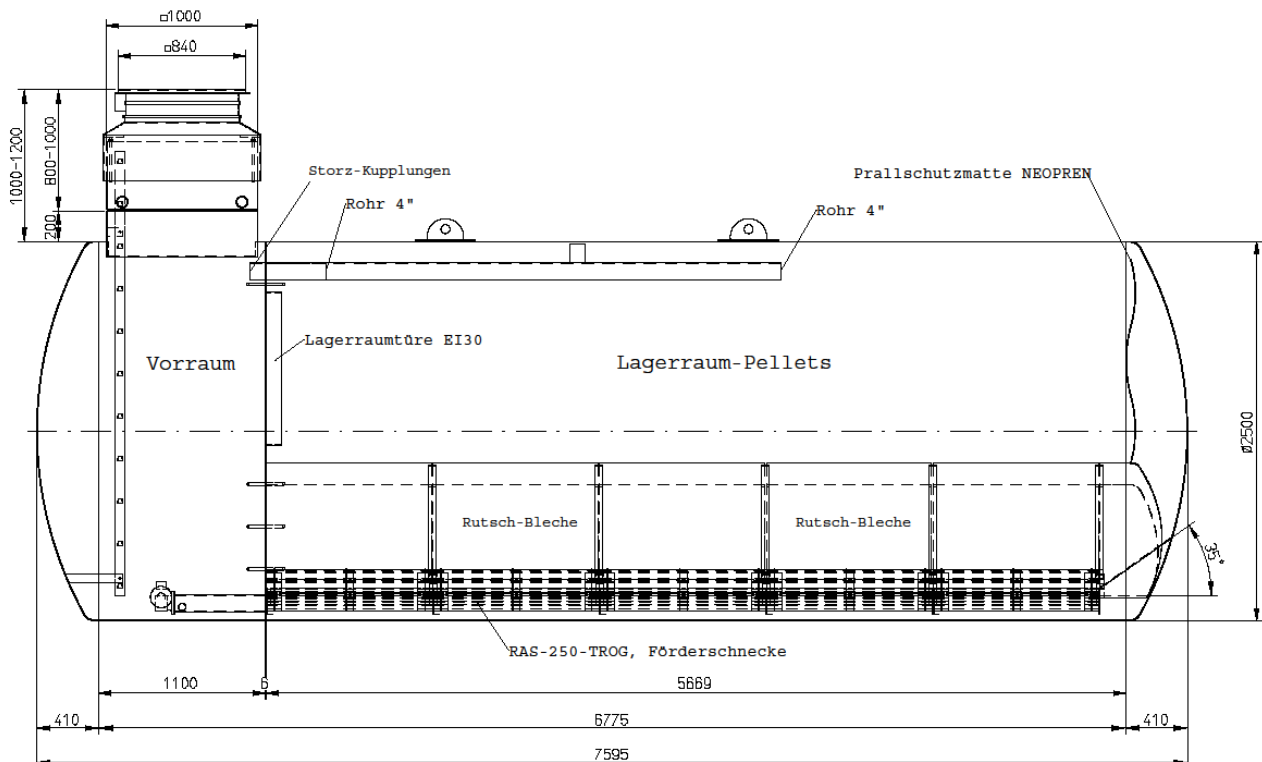 □1000
□840
1000-1200
800-1000
200
Storz-Kupplungen
Rohr 4"
Prallschutzmatte NEOPREN
Rohr 4"
Lagerraumtüre EI30
Vorraum
Lagerraum-Pellets
Ø2500
Rutsch-Bleche
Rutsch-Bleche
35°
RAS-250-TROG, Förderschnecke
1100
6
5669
410
6775
410
7595